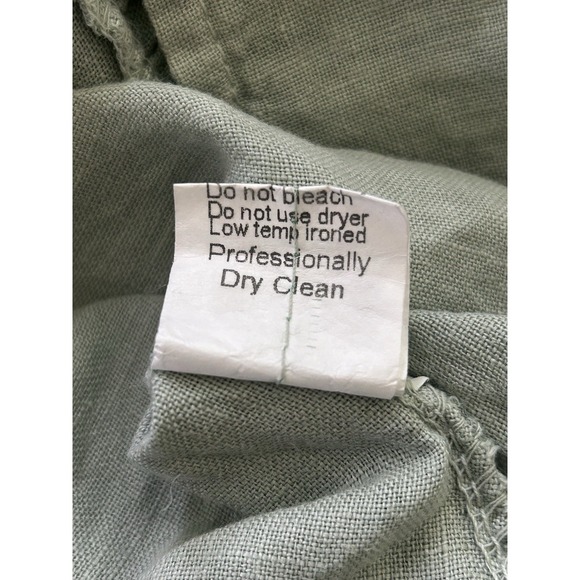 Do not bleach
Do not use dryer
Low temp ironed
Professionally
Dry Clean